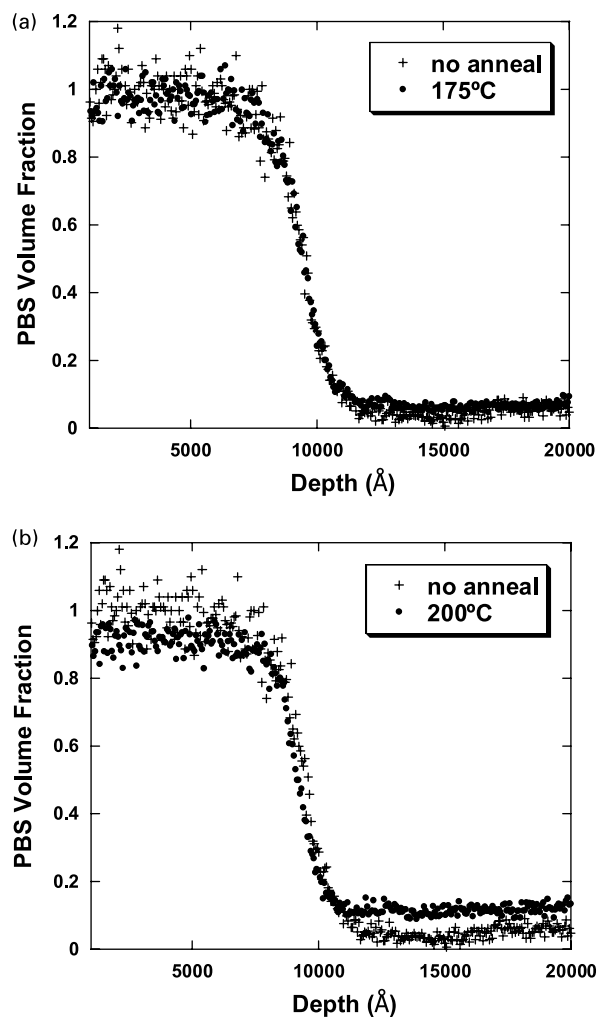 (a)
1.2
1
0.8
0.6
0.4
0.2
0
PBS Volume Fraction
no anneal
175ºC
5000 10000 15000 20000
Depth (Å)
(b)
1.2
1
0.8
0.6
0.4
0.2
0
PBS Volume Fraction
no anneal
200ºC
5000 10000 15000 20000
Depth (Å)